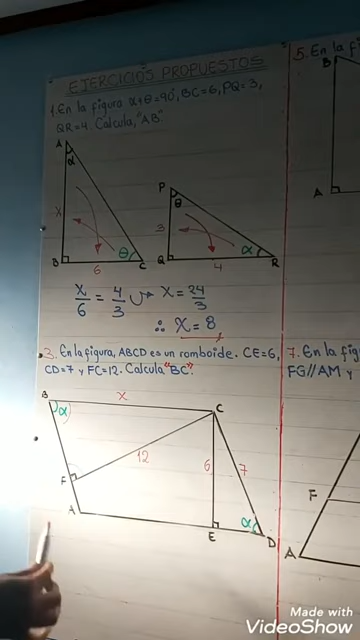 EJERCICIOS PROPUESTOS
1. En la figura α+θ=90°, BC=6, PQ=3,
QR=4. Calcula, "AB".
A
α
X
B
6
C
θ
P
θ
3
Q
4
R
α
x/6 = 4/3 → x = 24/3
∴ x = 8
3. En la figura, ABCD es un romboide. CE=6,
CD=7 y FC=12. Calcula "BC".
B
α
X
C
12
6
7
F
A
E
α
D
5. En la fi
B
A
7. En la figu
FG//AM y
F
A
Made with
VideoShow